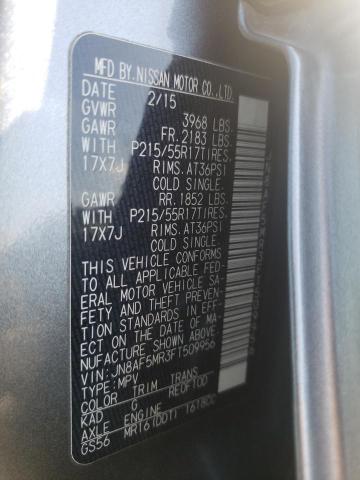 MFD BY.NISSAN MOTOR CO.,LTD.
DATE 2/15
GVWR 3968 LBS.
GAWR FR.2183 LBS.
WITH P215/55R17TIRES.
17X7J RIMS.AT36PSI
COLD SINGLE.
GAWR RR.1852 LBS.
WITH P215/55R17TIRES.
17X7J RIMS.AT36PSI
COLD SINGLE.
THIS VEHICLE CONFORMS
TO ALL APPLICABLE FED-
ERAL MOTOR VEHICLE SA-
FETY AND THEFT PREVEN-
TION STANDARDS IN EFF-
ECT ON THE DATE OF MA-
NUFACTURE SHOWN ABOVE.
VIN:JN8AF5MR3FT509956
TYPE:MPV
COLOR TRIM TRANS
KAD G RE0F10D
AXLE ENGINE
GS56 MR16(DDT) 1618CC